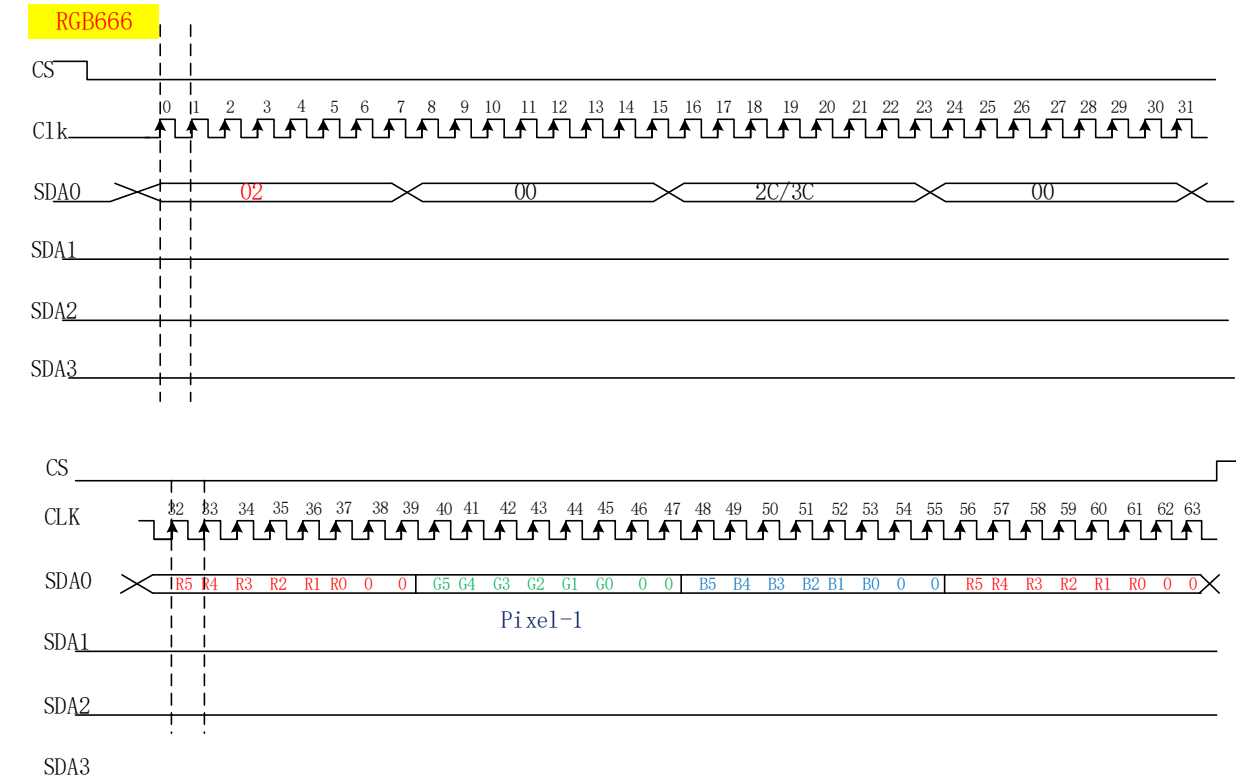 RGB666
CS
0 1 2 3 4 5 6 7 8 9 10 11 12 13 14 15 16 17 18 19 20 21 22 23 24 25 26 27 28 29 30 31
Clk
SDA0 02 00 2C/3C 00
SDA1
SDA2
SDA3
CS
32 33 34 35 36 37 38 39 40 41 42 43 44 45 46 47 48 49 50 51 52 53 54 55 56 57 58 59 60 61 62 63
CLK
SDA0 R5 R4 R3 R2 R1 R0 0 0 G5 G4 G3 G2 G1 G0 0 0 B5 B4 B3 B2 B1 B0 0 0 R5 R4 R3 R2 R1 R0 0 0
Pixel-1
SDA1
SDA2
SDA3